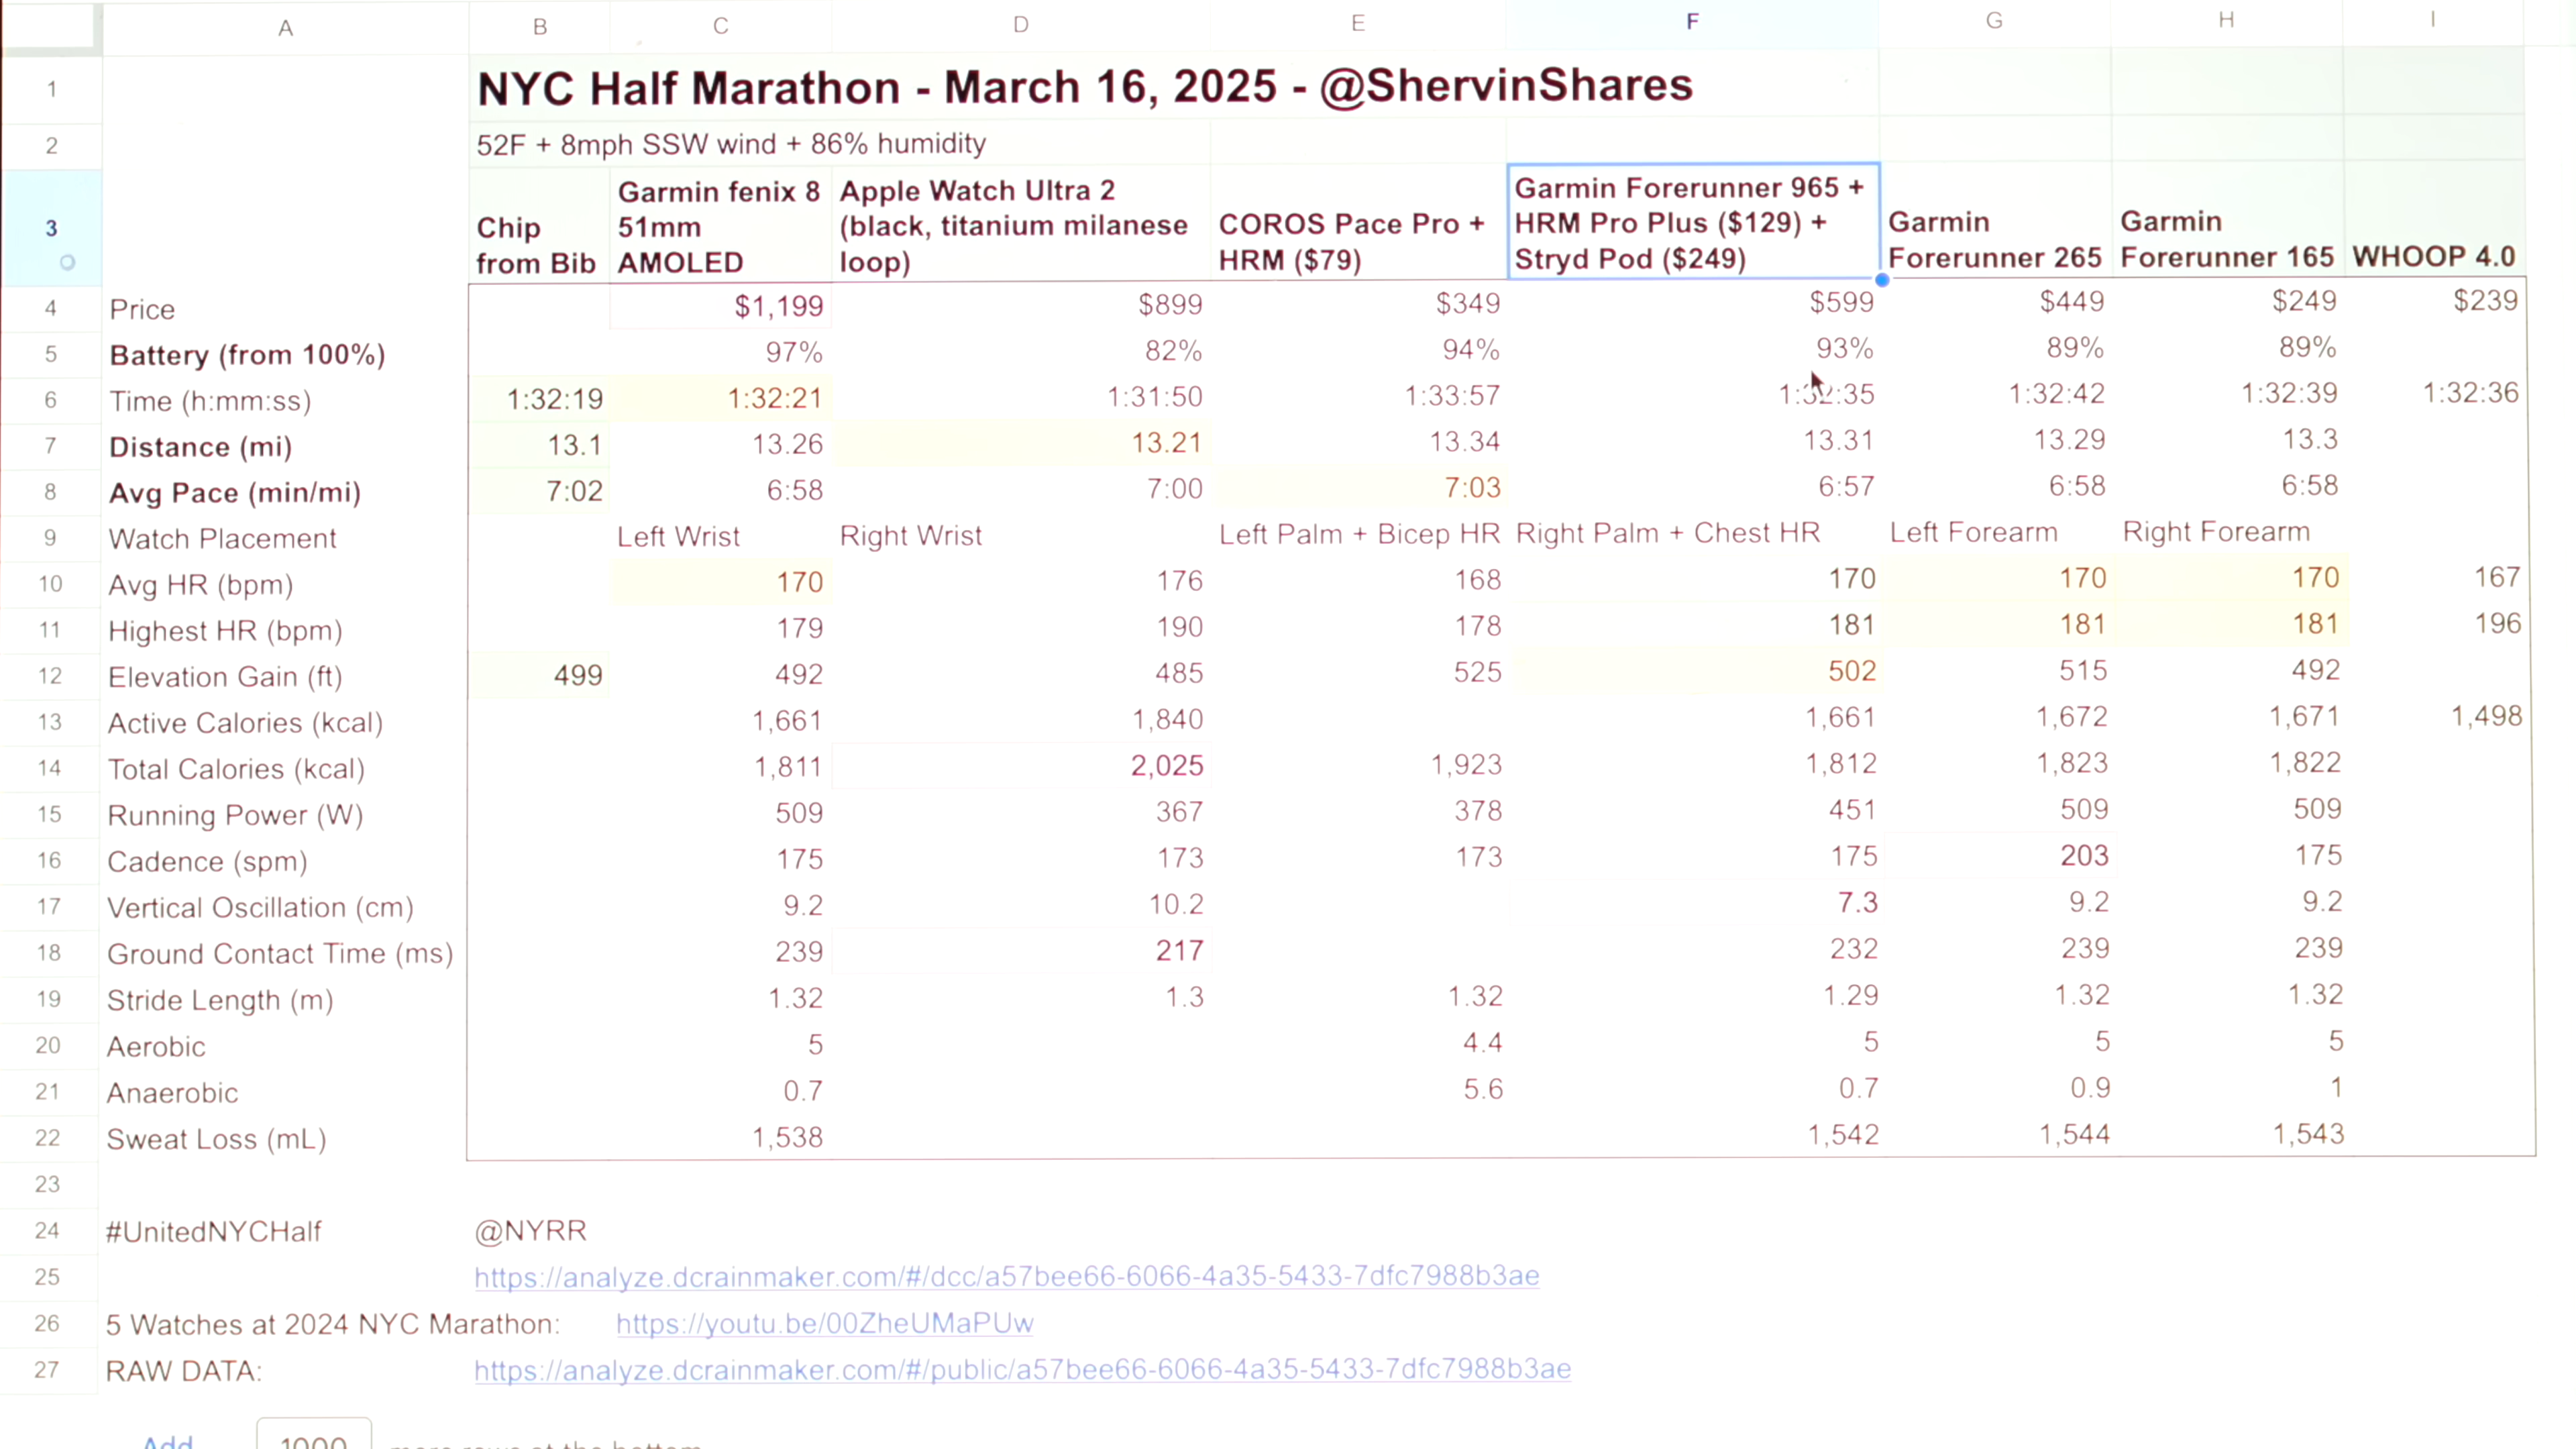 A B C D E F G H I
1 NYC Half Marathon - March 16, 2025 - @ShervinShares
2 52F + 8mph SSW wind + 86% humidity
3 Chip from Bib Garmin fenix 8 51mm AMOLED Apple Watch Ultra 2 (black, titanium milanese loop) COROS Pace Pro + HRM ($79) Garmin Forerunner 965 + HRM Pro Plus ($129) + Stryd Pod ($249) Garmin Forerunner 265 Garmin Forerunner 165 WHOOP 4.0
4 Price $1,199 $899 $349 $599 $449 $249 $239
5 Battery (from 100%) 97% 82% 94% 93% 89% 89%
6 Time (h:mm:ss) 1:32:19 1:32:21 1:31:50 1:33:57 1:32:35 1:32:42 1:32:39 1:32:36
7 Distance (mi) 13.1 13.26 13.21 13.34 13.31 13.29 13.3
8 Avg Pace (min/mi) 7:02 6:58 7:00 7:03 6:57 6:58 6:58
9 Watch Placement Left Wrist Right Wrist Left Palm + Bicep HR Right Palm + Chest HR Left Forearm Right Forearm
10 Avg HR (bpm) 170 176 168 170 170 170 167
11 Highest HR (bpm) 179 190 178 181 181 181 196
12 Elevation Gain (ft) 499 492 485 525 502 515 492
13 Active Calories (kcal) 1,661 1,840 1,661 1,672 1,671 1,498
14 Total Calories (kcal) 1,811 2,025 1,923 1,812 1,823 1,822
15 Running Power (W) 509 367 378 451 509 509
16 Cadence (spm) 175 173 173 175 203 175
17 Vertical Oscillation (cm) 9.2 10.2 7.3 9.2 9.2
18 Ground Contact Time (ms) 239 217 232 239 239
19 Stride Length (m) 1.32 1.3 1.32 1.29 1.32 1.32
20 Aerobic 5 4.4 5 5 5
21 Anaerobic 0.7 5.6 0.7 0.9 1
22 Sweat Loss (mL) 1,538 1,542 1,544 1,543
23
24 #UnitedNYCHalf @NYRR
25 https://analyze.dcrainmaker.com/#/dcc/a57bee66-6066-4a35-5433-7dfc7988b3ae
26 5 Watches at 2024 NYC Marathon: https://youtu.be/00ZheUMaPUw
27 RAW DATA: https://analyze.dcrainmaker.com/#/public/a57bee66-6066-4a35-5433-7dfc7988b3ae
Add 1000 more rows at the bottom